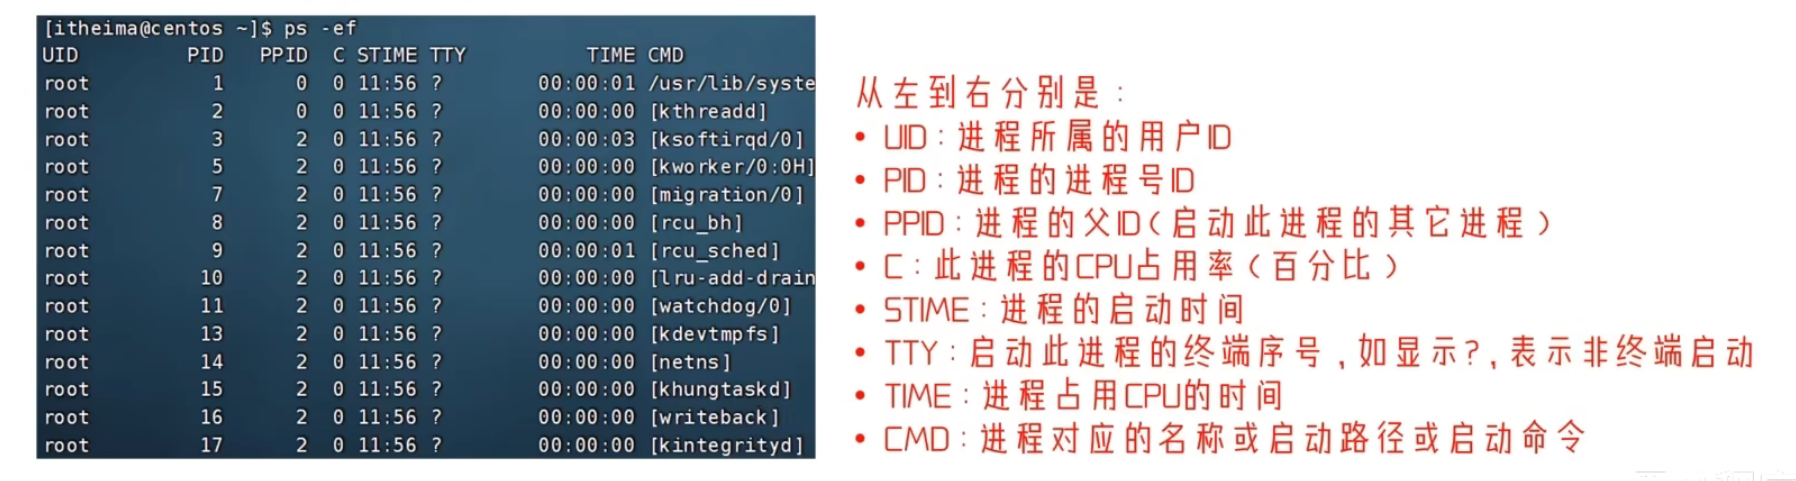 [itheima@centos ~]$ ps -ef
UID PID PPID C STIME TTY TIME CMD
root 1 0 0 11:56 ? 00:00:01 /usr/lib/syste
root 2 0 0 11:56 ? 00:00:00 [kthreadd]
root 3 2 0 11:56 ? 00:00:03 [ksoftirqd/0]
root 5 2 0 11:56 ? 00:00:00 [kworker/0:0H]
root 7 2 0 11:56 ? 00:00:00 [migration/0]
root 8 2 0 11:56 ? 00:00:00 [rcu_bh]
root 9 2 0 11:56 ? 00:00:01 [rcu_sched]
root 10 2 0 11:56 ? 00:00:00 [lru-add-drain
root 11 2 0 11:56 ? 00:00:00 [watchdog/0]
root 13 2 0 11:56 ? 00:00:00 [kdevtmpfs]
root 14 2 0 11:56 ? 00:00:00 [netns]
root 15 2 0 11:56 ? 00:00:00 [khungtaskd]
root 16 2 0 11:56 ? 00:00:00 [writeback]
root 17 2 0 11:56 ? 00:00:00 [kintegrityd]
从左到右分别是：
• UID：进程所属的用户ID
• PID：进程的进程号ID
• PPID：进程的父ID（启动此进程的其它进程）
• C：此进程的CPU占用率（百分比）
• STIME：进程的启动时间
• TTY：启动此进程的终端序号，如显示?，表示非终端启动
• TIME：进程占用CPU的时间
• CMD：进程对应的名称或启动路径或启动命令